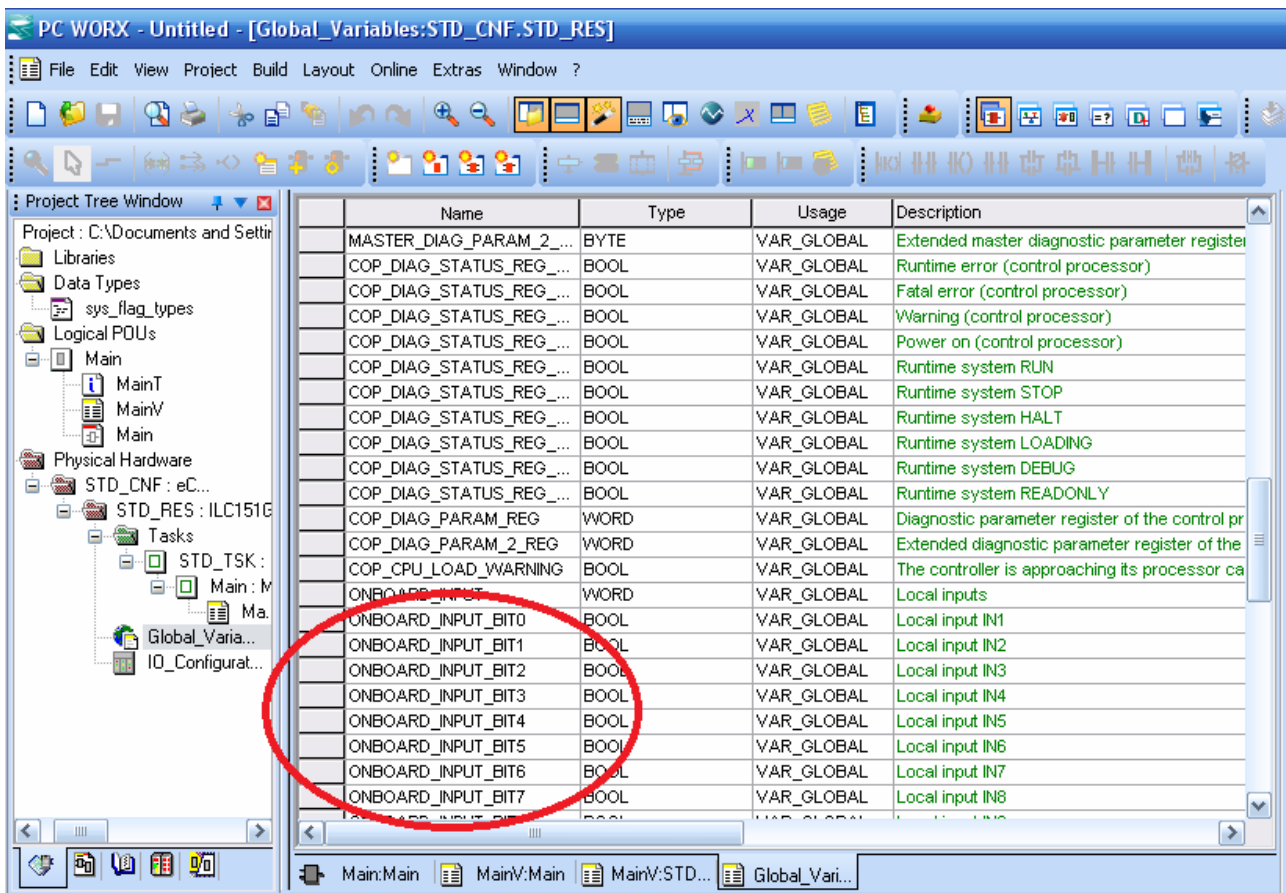 PC WORX - Untitled - [Global_Variables:STD_CNF.STD_RES]
File Edit View Project Build Layout Online Extras Window ?
Project Tree Window
Project : C:\Documents and Settin
Libraries
Data Types
sys_flag_types
Logical POUs
Main
MainT
MainV
Main
Physical Hardware
STD_CNF : eC...
STD_RES : ILC151G
Tasks
STD_TSK :
Main : M
Ma.
Global_Varia...
IO_Configurat...
Name Type Usage Description
MASTER_DIAG_PARAM_2_... BYTE VAR_GLOBAL Extended master diagnostic parameter register
COP_DIAG_STATUS_REG_... BOOL VAR_GLOBAL Runtime error (control processor)
COP_DIAG_STATUS_REG_... BOOL VAR_GLOBAL Fatal error (control processor)
COP_DIAG_STATUS_REG_... BOOL VAR_GLOBAL Warning (control processor)
COP_DIAG_STATUS_REG_... BOOL VAR_GLOBAL Power on (control processor)
COP_DIAG_STATUS_REG_... BOOL VAR_GLOBAL Runtime system RUN
COP_DIAG_STATUS_REG_... BOOL VAR_GLOBAL Runtime system STOP
COP_DIAG_STATUS_REG_... BOOL VAR_GLOBAL Runtime system HALT
COP_DIAG_STATUS_REG_... BOOL VAR_GLOBAL Runtime system LOADING
COP_DIAG_STATUS_REG_... BOOL VAR_GLOBAL Runtime system DEBUG
COP_DIAG_STATUS_REG_... BOOL VAR_GLOBAL Runtime system READONLY
COP_DIAG_PARAM_REG WORD VAR_GLOBAL Diagnostic parameter register of the control pr
COP_DIAG_PARAM_2_REG WORD VAR_GLOBAL Extended diagnostic parameter register of the
COP_CPU_LOAD_WARNING BOOL VAR_GLOBAL The controller is approaching its processor ca
ONBOARD_INPUT WORD VAR_GLOBAL Local inputs
ONBOARD_INPUT_BIT0 BOOL VAR_GLOBAL Local input IN1
ONBOARD_INPUT_BIT1 BOOL VAR_GLOBAL Local input IN2
ONBOARD_INPUT_BIT2 BOOL VAR_GLOBAL Local input IN3
ONBOARD_INPUT_BIT3 BOOL VAR_GLOBAL Local input IN4
ONBOARD_INPUT_BIT4 BOOL VAR_GLOBAL Local input IN5
ONBOARD_INPUT_BIT5 BOOL VAR_GLOBAL Local input IN6
ONBOARD_INPUT_BIT6 BOOL VAR_GLOBAL Local input IN7
ONBOARD_INPUT_BIT7 BOOL VAR_GLOBAL Local input IN8
Main:Main MainV:Main MainV:STD... Global_Vari...